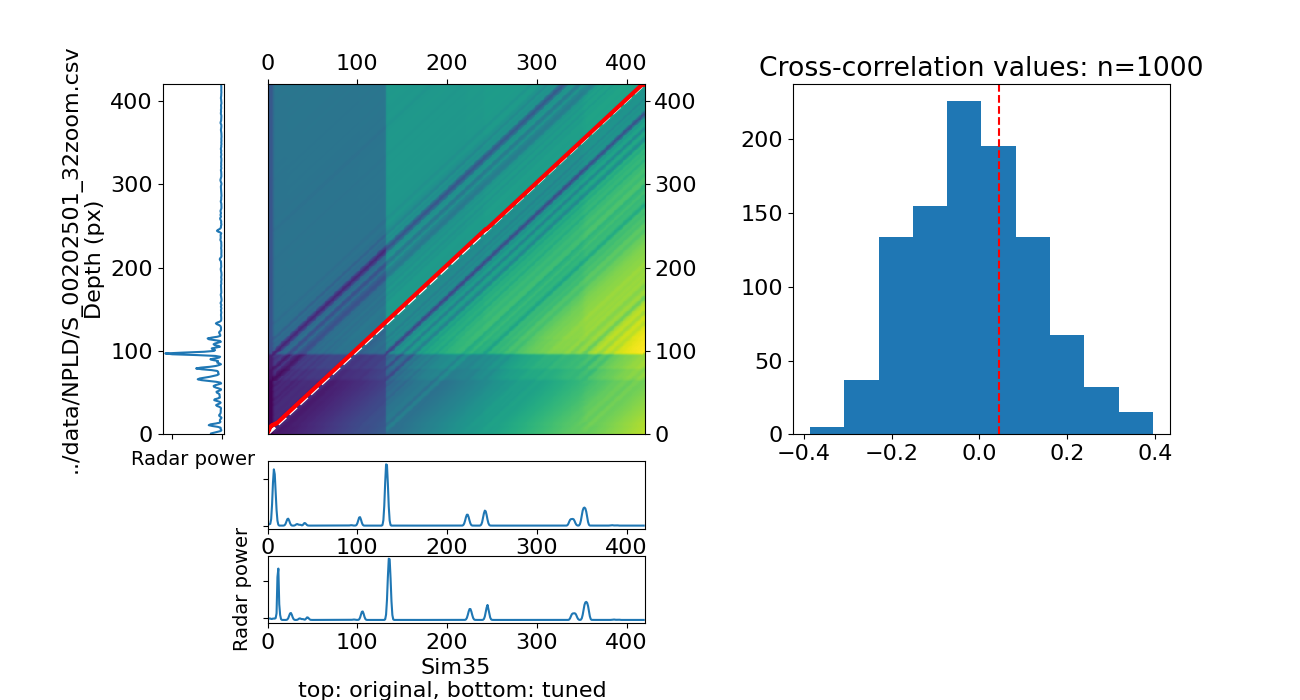 ../data/NPLD/S_00202501_32zoom.csv
Depth (px)
0 100 200 300 400
400
300
200
100
0
400
300
200
100
0
Radar power
0 100 200 300 400
Radar power
0 100 200 300 400
Sim35
top: original, bottom: tuned
Cross-correlation values: n=1000
200
150
100
50
0
−0.4 −0.2 0.0 0.2 0.4